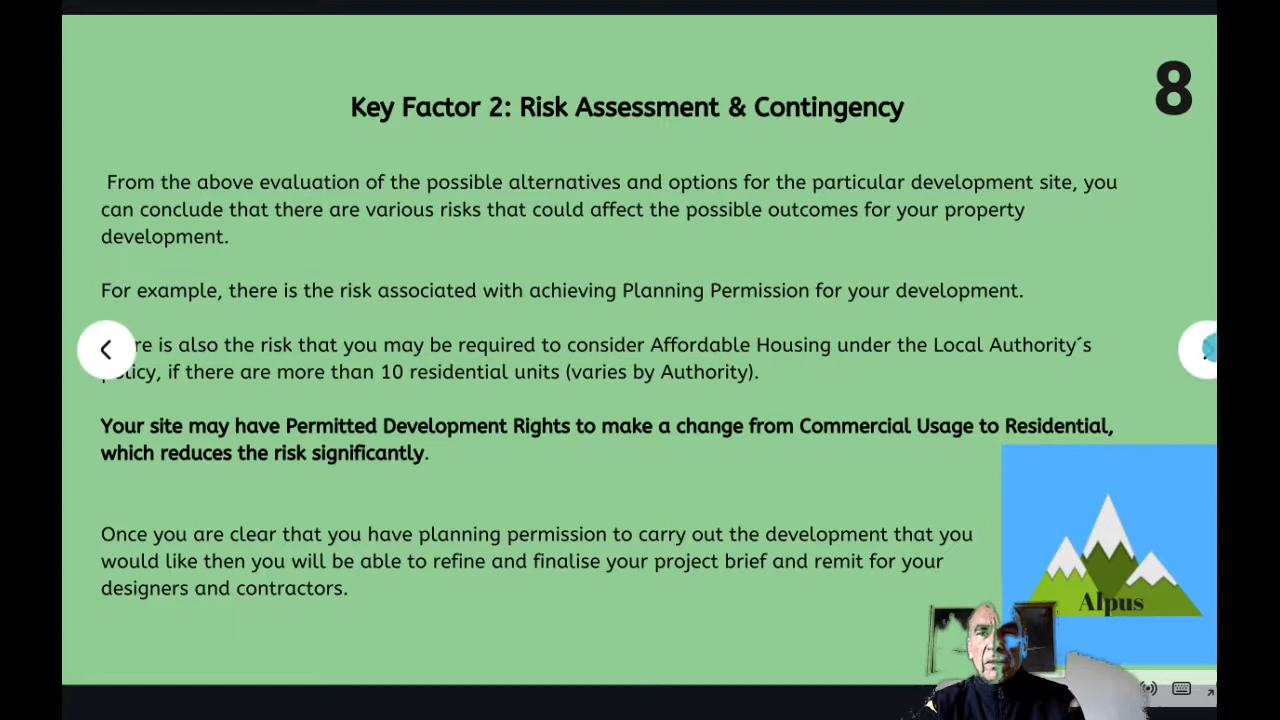 8
Key Factor 2: Risk Assessment & Contingency
From the above evaluation of the possible alternatives and options for the particular development site, you
can conclude that there are various risks that could affect the possible outcomes for your property
development.
For example, there is the risk associated with achieving Planning Permission for your development.
re is also the risk that you may be required to consider Affordable Housing under the Local Authority´s
policy, if there are more than 10 residential units (varies by Authority).
Your site may have Permitted Development Rights to make a change from Commercial Usage to Residential,
which reduces the risk significantly.
Once you are clear that you have planning permission to carry out the development that you
would like then you will be able to refine and finalise your project brief and remit for your
designers and contractors.
Alpus